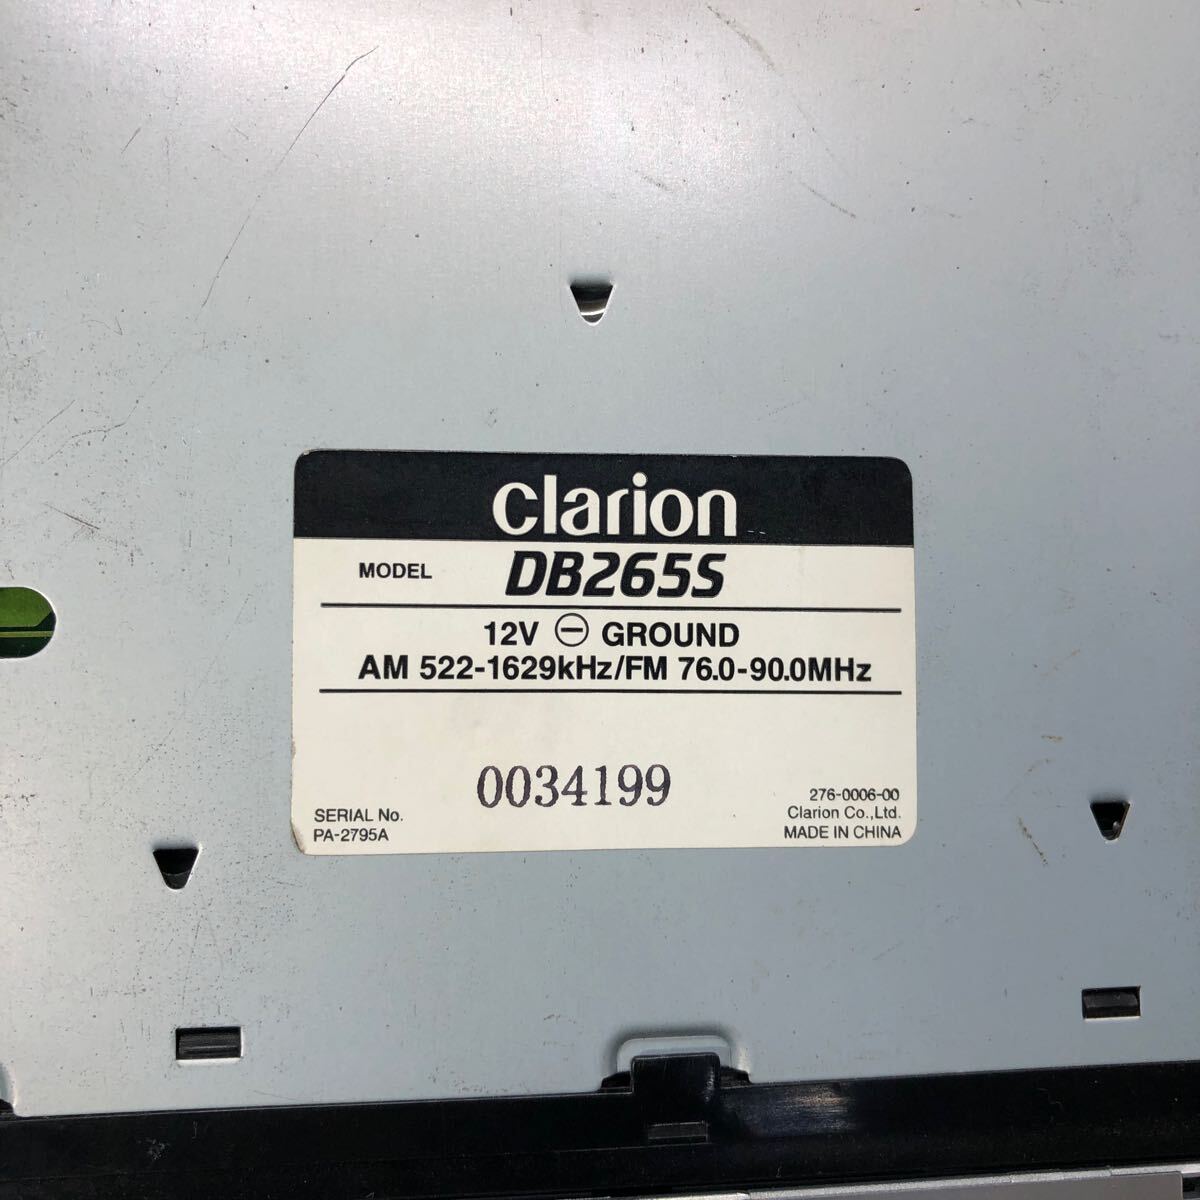 clarion
MODEL DB265S
12V ⊖ GROUND
AM 522-1629kHz/FM 76.0-90.0MHz
0034199
SERIAL No.
PA-2795A
276-0006-00
Clarion Co.,Ltd.
MADE IN CHINA